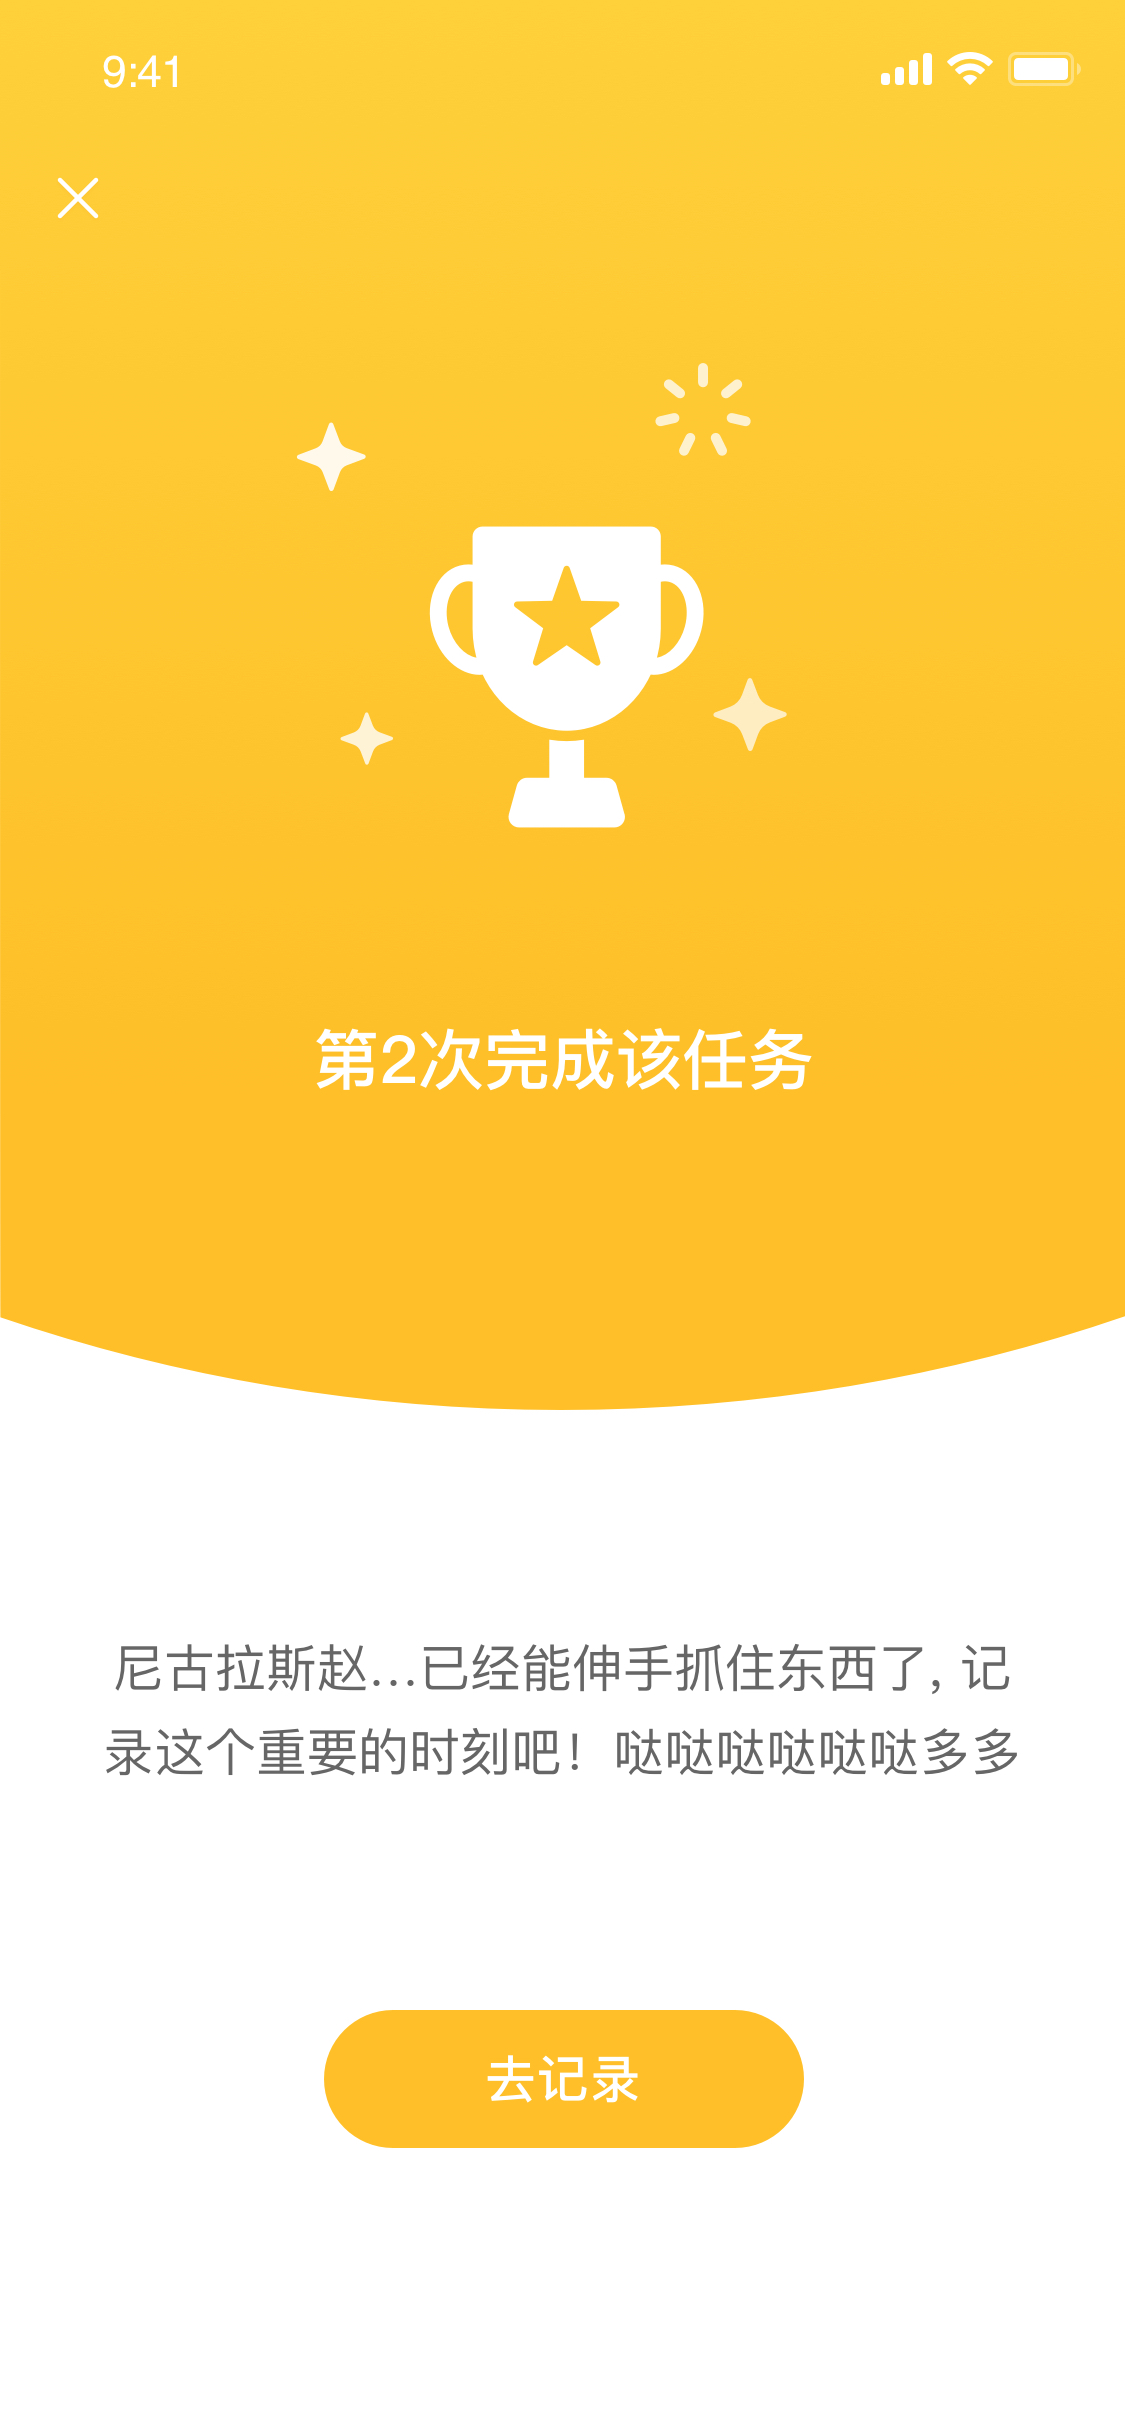 9:41
第2次完成该任务
尼古拉斯赵...已经能伸手抓住东西了，记
录这个重要的时刻吧！哒哒哒哒哒哒多多
去记录